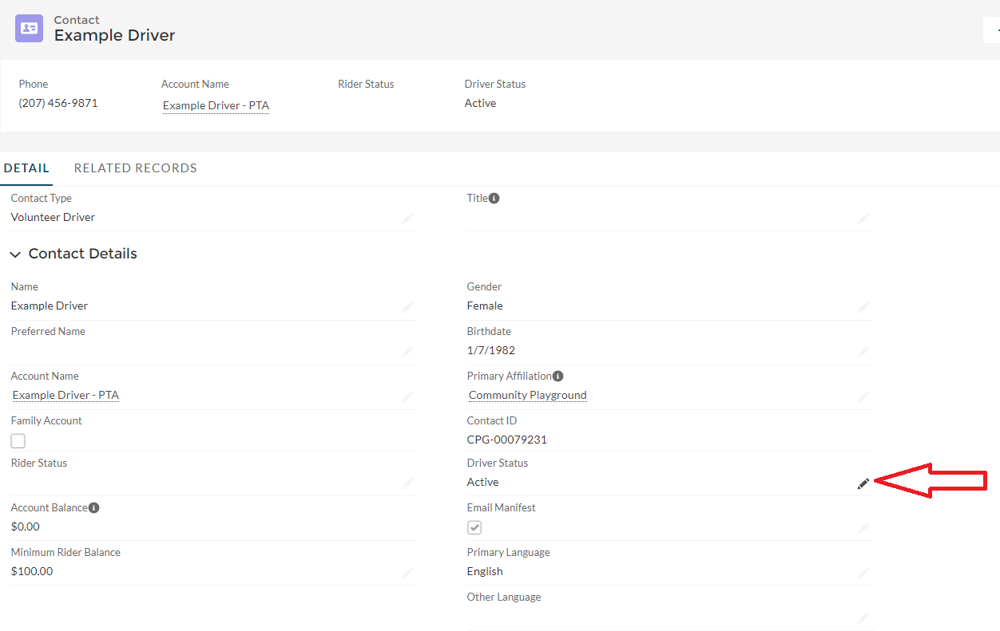 Contact
Example Driver
Phone
Account Name
Rider Status
Driver Status
(207) 456-9871
Example Driver - PTA
Active
DETAIL
RELATED RECORDS
Contact Type
Volunteer Driver
Title
Contact Details
Name
Example Driver
Gender
Female
Preferred Name
Birthdate
1/7/1982
Account Name
Example Driver - PTA
Primary Affiliation
Community Playground
Family Account
Contact ID
CPG-00079231
Rider Status
Driver Status
Active
Account Balance
$0.00
Email Manifest
Minimum Rider Balance
$100.00
Primary Language
English
Other Language